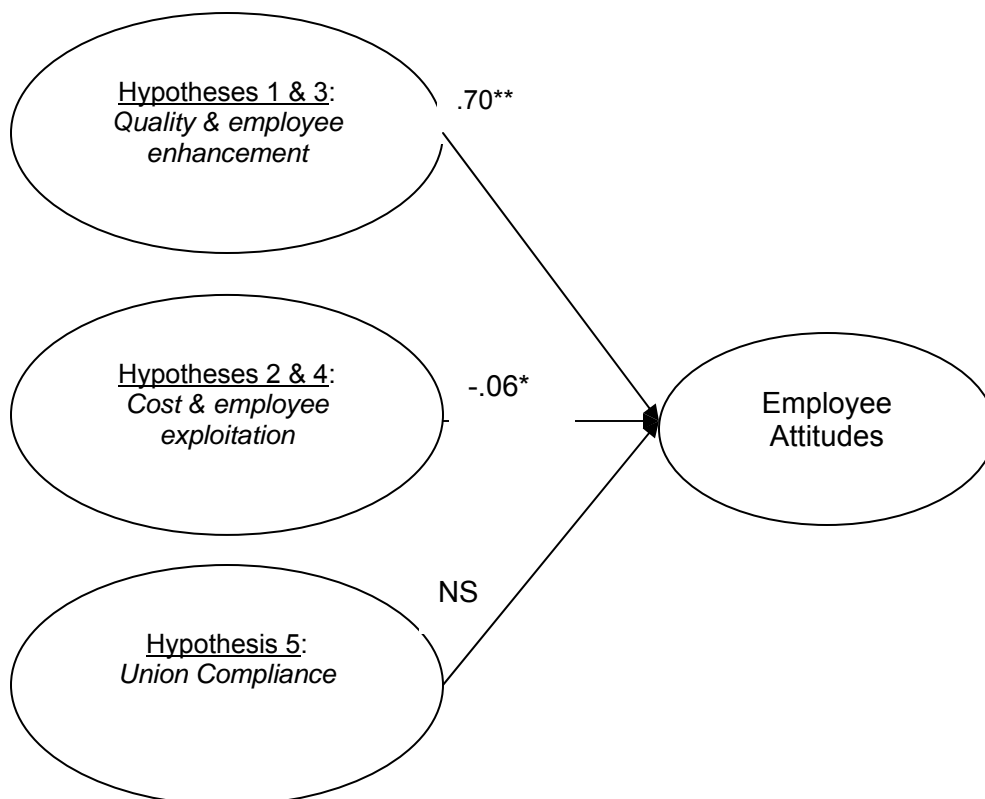 Hypotheses 1 & 3:
Quality & employee
enhancement
.70**
Hypotheses 2 & 4:
Cost & employee
exploitation
-.06*
Employee
Attitudes
NS
Hypothesis 5:
Union Compliance